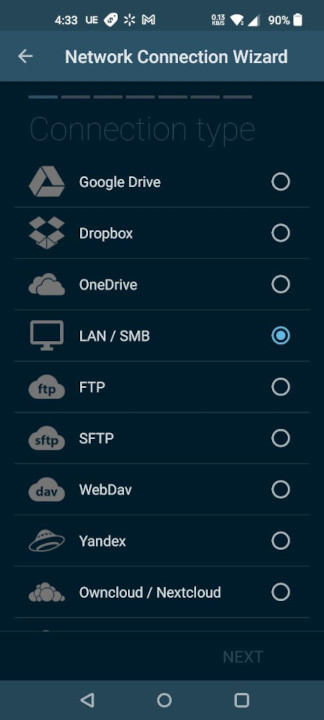 4:33 UE 0.13 KB/S 90%
Network Connection Wizard
Connection type
Google Drive
Dropbox
OneDrive
LAN / SMB
ftp FTP
sftp SFTP
dav WebDav
Yandex
Owncloud / Nextcloud
NEXT